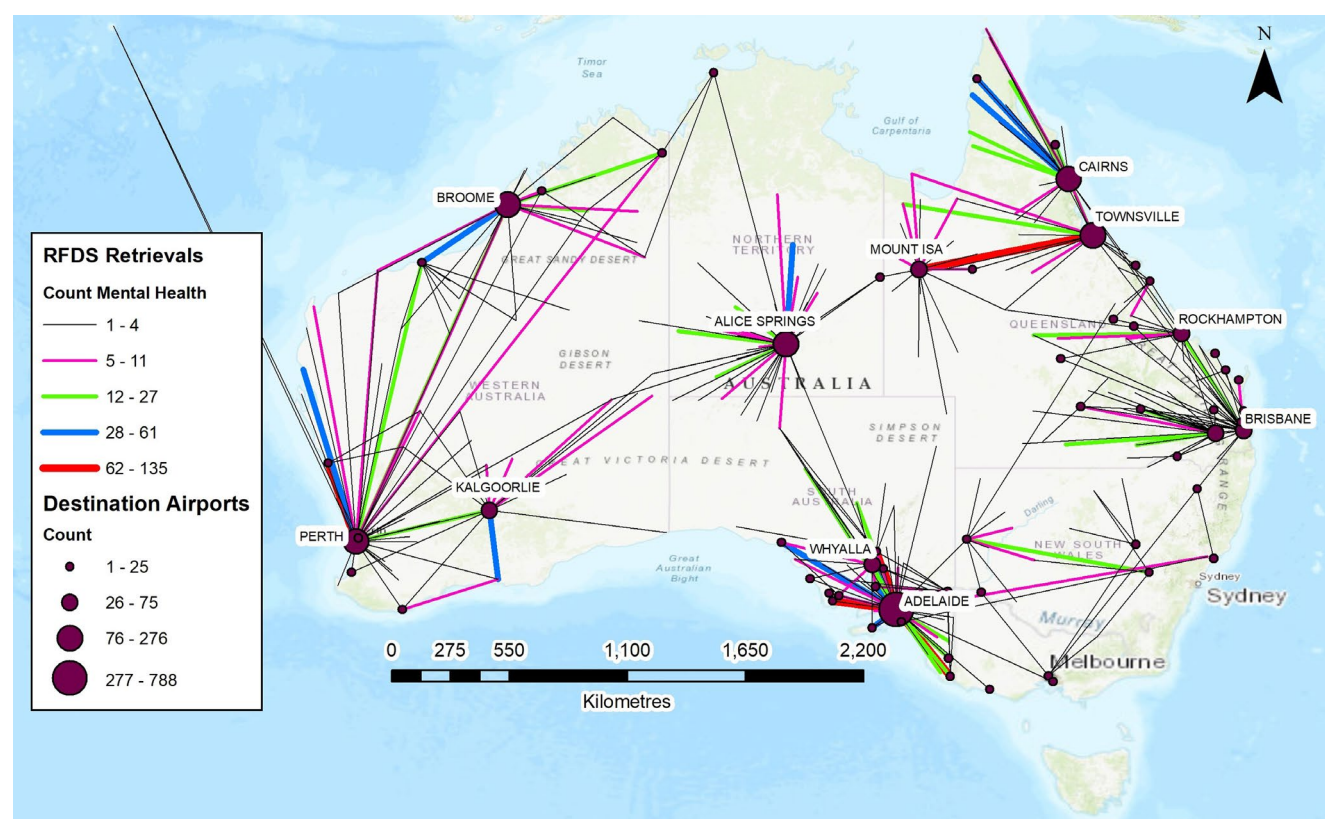 N
Timor
Sea
Gulf of
Carpentaria
CAIRNS
BROOME
TOWNSVILLE
NORTHERN
TERRITORY
MOUNT ISA
GREAT SANDY DESERT
RFDS Retrievals
Count Mental Health
1 - 4
5 - 11
12 - 27
28 - 61
62 - 135
Destination Airports
Count
1 - 25
26 - 75
76 - 276
277 - 788
ALICE SPRINGS
QUEENSLAND
ROCKHAMPTON
GIBSON
DESERT
WESTERN
AUSTRALIA
AUSTRALIA
SIMPSON
DESERT
BRISBANE
GREAT VICTORIA DESERT
KALGOORLIE
SOUTH
AUSTRALIA
Darling
RANGE
PERTH
WHYALLA
NEW SOUTH
WALES
Great
Australian
Bight
Sydney
Sydney
ADELAIDE
Murray
Melbourne
0 275 550 1,100 1,650 2,200
Kilometres